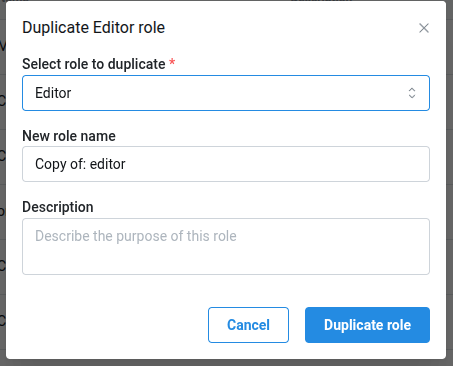 Duplicate Editor role
Select role to duplicate *
Editor
New role name
Copy of: editor
Description
Describe the purpose of this role
Cancel
Duplicate role